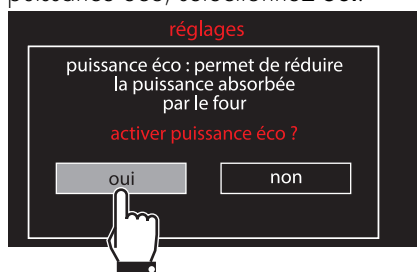 réglages
puissance éco : permet de réduire
la puissance absorbée
par le four
activer puissance éco ?
oui
non